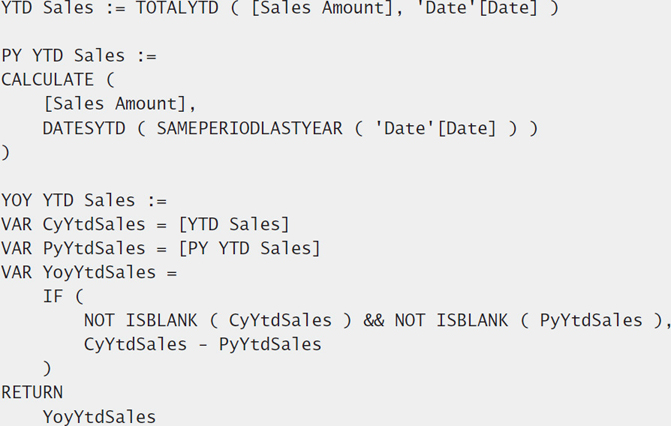 YTD Sales := TOTALYTD ( [Sales Amount], 'Date'[Date] )

PY YTD Sales :=
CALCULATE (
    [Sales Amount],
    DATESYTD ( SAMEPERIODLASTYEAR ( 'Date'[Date] ) )
)

YOY YTD Sales :=
VAR CyYtdSales = [YTD Sales]
VAR PyYtdSales = [PY YTD Sales]
VAR YoyYtdSales =
    IF (
        NOT ISBLANK ( CyYtdSales ) && NOT ISBLANK ( PyYtdSales ),
        CyYtdSales - PyYtdSales
    )
RETURN
    YoyYtdSales